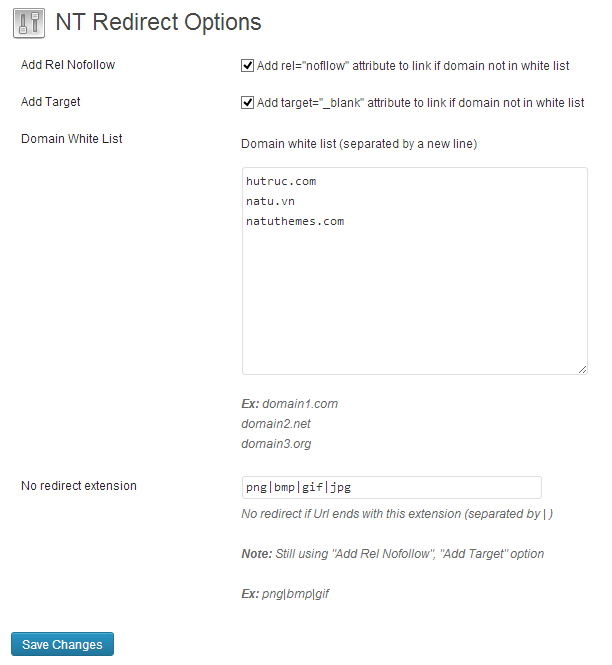 NT Redirect Options
Add Rel Nofollow
Add rel="nofllow" attribute to link if domain not in white list
Add Target
Add target="_blank" attribute to link if domain not in white list
Domain White List
Domain white list (separated by a new line)
hutruc.com
natu.vn
natuthemes.com
Ex: domain1.com
domain2.net
domain3.org
No redirect extension
png|bmp|gif|jpg
No redirect if Url ends with this extension (separated by | )
Note: Still using "Add Rel Nofollow", "Add Target" option
Ex: png|bmp|gif
Save Changes